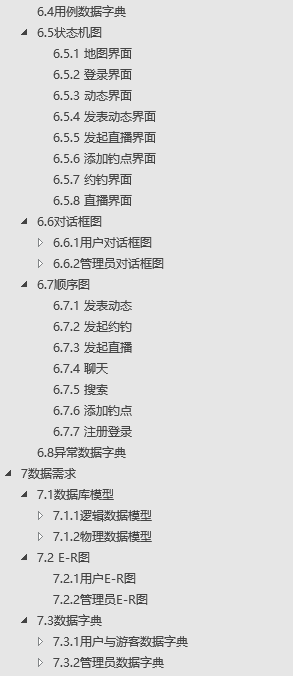 6.4用例数据字典
6.5状态机图
6.5.1 地图界面
6.5.2 登录界面
6.5.3 动态界面
6.5.4 发表动态界面
6.5.5 发起直播界面
6.5.6 添加钓点界面
6.5.7 约钓界面
6.5.8 直播界面
6.6对话框图
6.6.1用户对话框图
6.6.2管理员对话框图
6.7顺序图
6.7.1 发表动态
6.7.2 发起约钓
6.7.3 发起直播
6.7.4 聊天
6.7.5 搜索
6.7.6 添加钓点
6.7.7 注册登录
6.8异常数据字典
7数据需求
7.1数据库模型
7.1.1逻辑数据模型
7.1.2物理数据模型
7.2 E-R图
7.2.1用户E-R图
7.2.2管理员E-R图
7.3数据字典
7.3.1用户与游客数据字典
7.3.2管理员数据字典